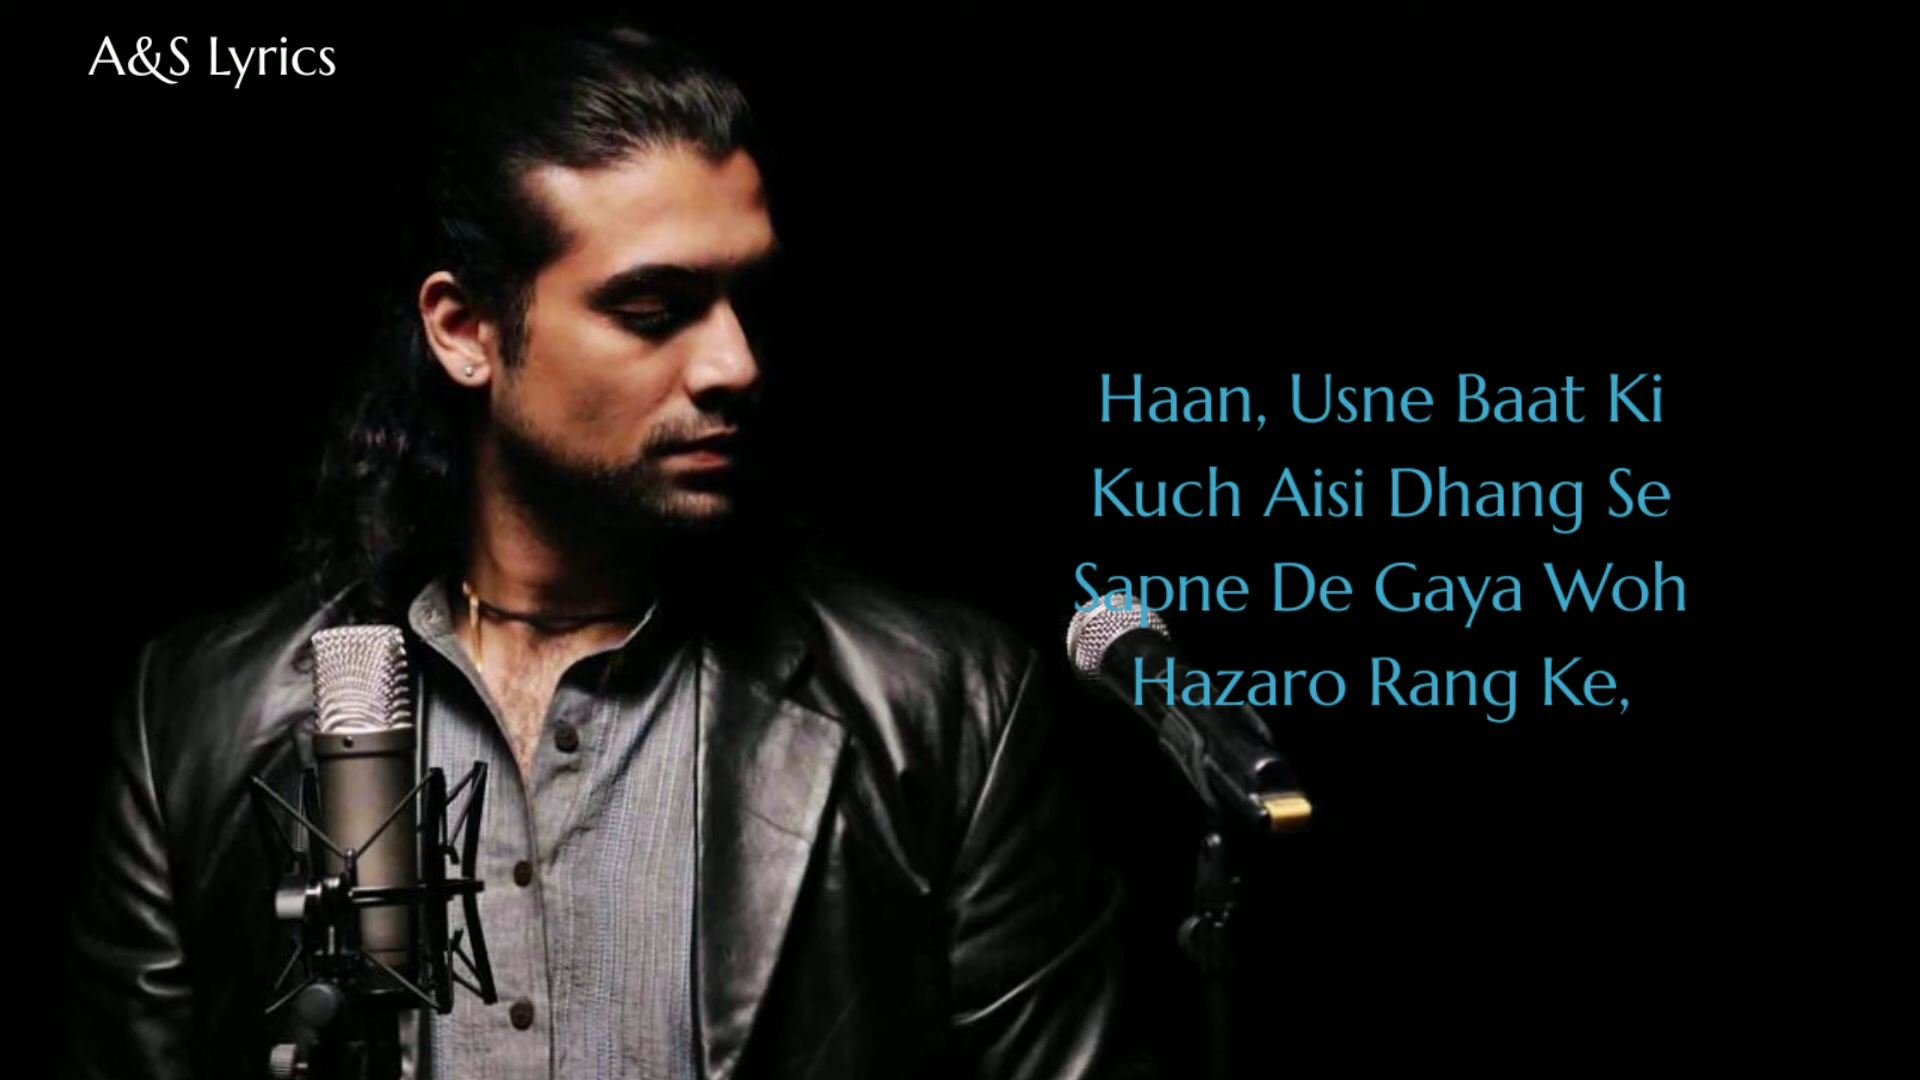 A&S Lyrics
Haan, Usne Baat Ki
Kuch Aisi Dhang Se
Sapne De Gaya Woh
Hazaro Rang Ke,